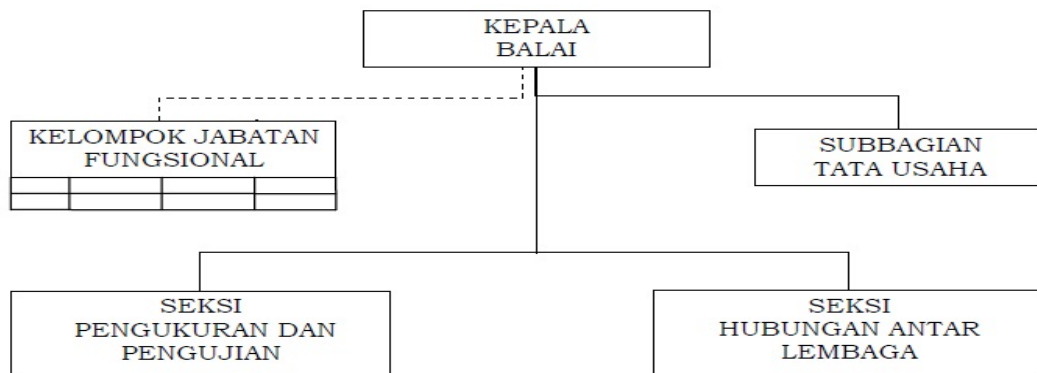 KEPALA
BALAI
KELOMPOK JABATAN
FUNGSIONAL
SUBBAGIAN
TATA USAHA
SEKSI
PENGUKURAN DAN
PENGUJIAN
SEKSI
HUBUNGAN ANTAR
LEMBAGA